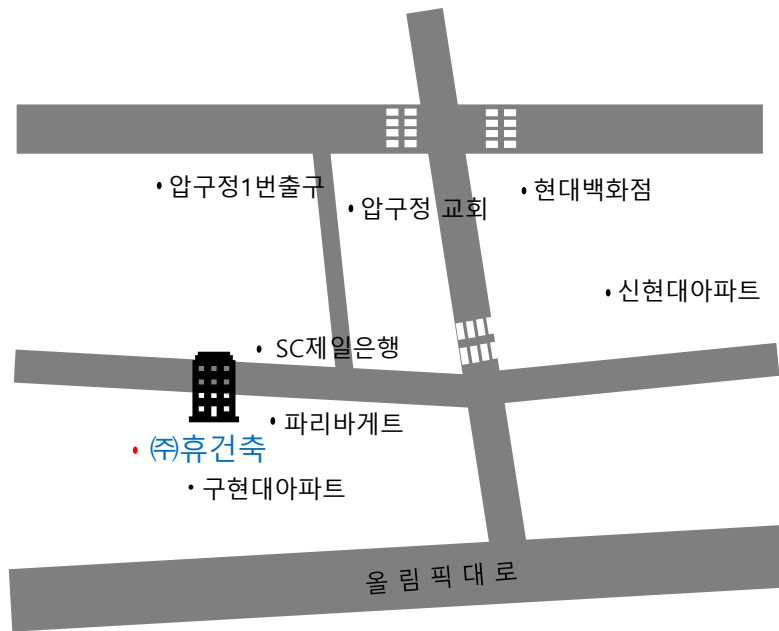 압구정1번출구
압구정 교회
현대백화점
신현대아파트
SC제일은행
파리바게트
㈜휴건축
구현대아파트
올림픽대로